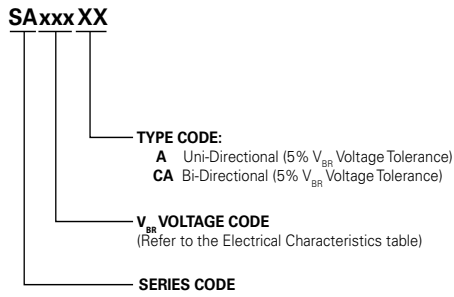 SAxxxXX
TYPE CODE:
A Uni-Directional (5% VBR Voltage Tolerance)
CA Bi-Directional (5% VBR Voltage Tolerance)
VBR VOLTAGE CODE
(Refer to the Electrical Characteristics table)
SERIES CODE